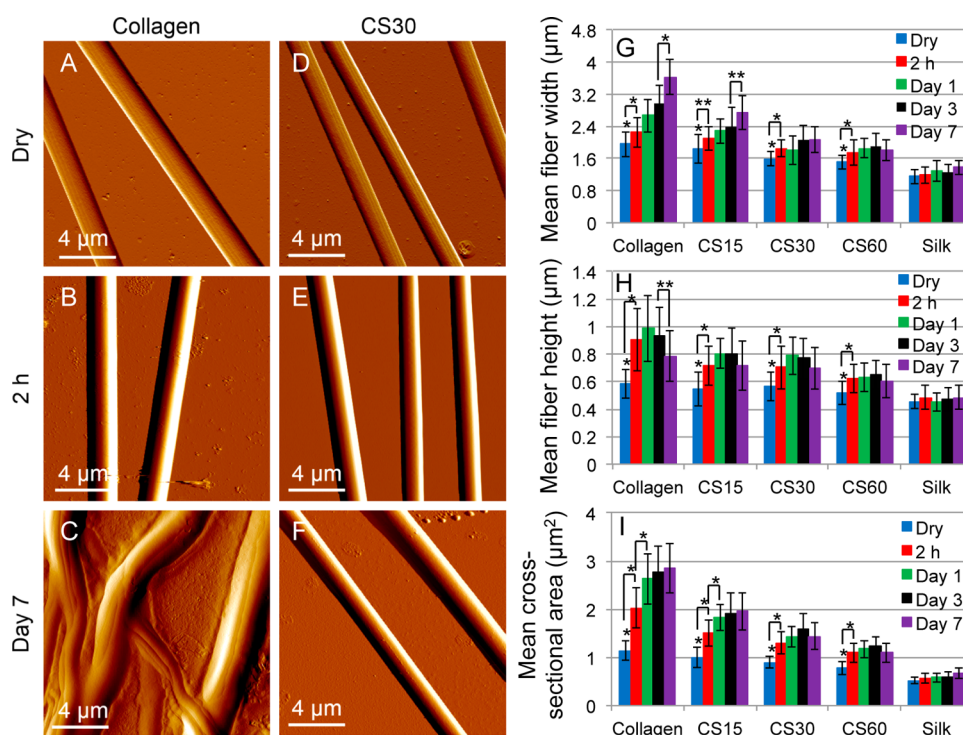 Collagen CS30
Dry
A
4 µm
D
4 µm
2 h
B
4 µm
E
4 µm
Day 7
C
4 µm
F
4 µm
G
Mean fiber width (µm)
4.8
4
3.2
2.4
1.6
0.8
0
Dry
2 h
Day 1
Day 3
Day 7
* * * ** * ** * * * *
Collagen CS15 CS30 CS60 Silk
H
Mean fiber height (µm)
1.4
1.2
1
0.8
0.6
0.4
0.2
0
Dry
2 h
Day 1
Day 3
Day 7
* * ** * * * * * *
Collagen CS15 CS30 CS60 Silk
I
Mean cross-
sectional area (µm²)
4
3
2
1
0
Dry
2 h
Day 1
Day 3
Day 7
* * * * * * * * * *
Collagen CS15 CS30 CS60 Silk